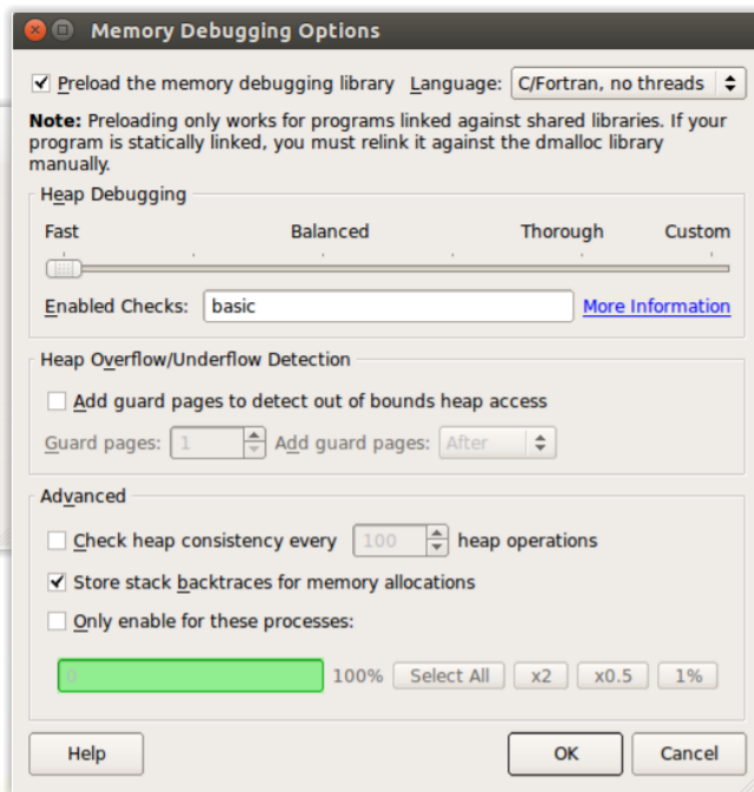 Memory Debugging Options
Preload the memory debugging library Language: C/Fortran, no threads
Note: Preloading only works for programs linked against shared libraries. If your
program is statically linked, you must relink it against the dmalloc library
manually.
Heap Debugging
Fast Balanced Thorough Custom
Enabled Checks: basic More Information
Heap Overflow/Underflow Detection
Add guard pages to detect out of bounds heap access
Guard pages: 1 Add guard pages: After
Advanced
Check heap consistency every 100 heap operations
Store stack backtraces for memory allocations
Only enable for these processes:
0 100% Select All x2 x0.5 1%
Help OK Cancel